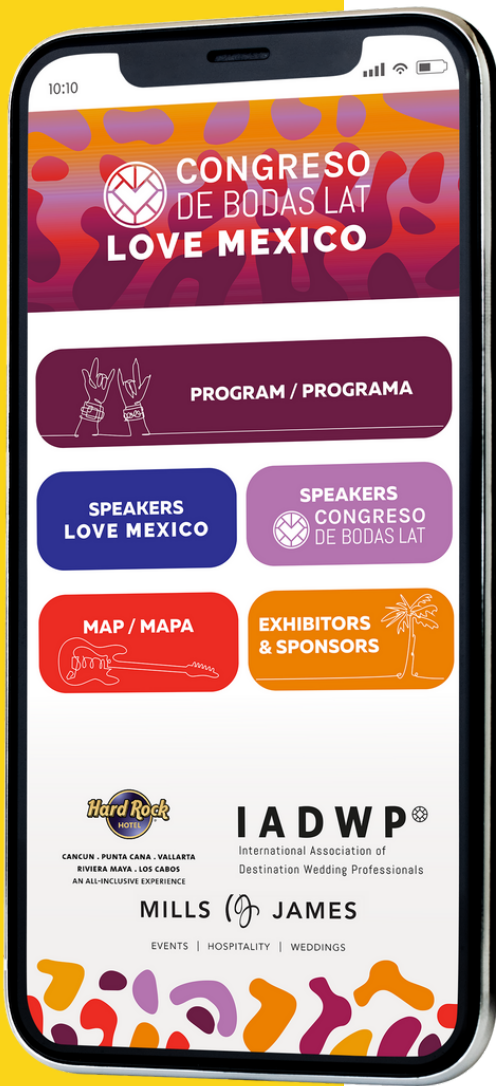 10:10
CONGRESO
DE BODAS LAT
LOVE MEXICO
PROGRAM / PROGRAMA
SPEAKERS
LOVE MEXICO
SPEAKERS
CONGRESO
DE BODAS LAT
MAP / MAPA
EXHIBITORS
& SPONSORS
Hard Rock
HOTEL
CANCUN . PUNTA CANA . VALLARTA
RIVIERA MAYA . LOS CABOS
AN ALL-INCLUSIVE EXPERIENCE
IADWP
International Association of
Destination Wedding Professionals
MILLS JAMES
EVENTS | HOSPITALITY | WEDDINGS